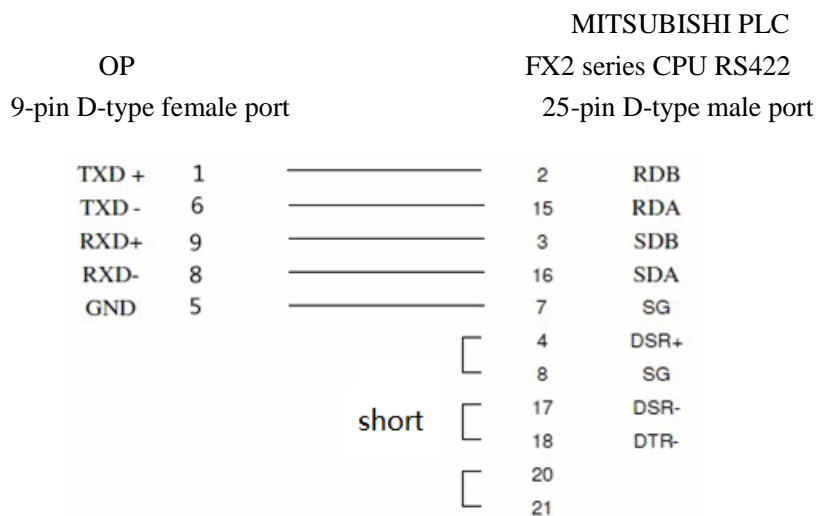 MITSUBISHI PLC
OP FX2 series CPU RS422
9-pin D-type female port 25-pin D-type male port
TXD + 1 2 RDB
TXD - 6 15 RDA
RXD+ 9 3 SDB
RXD- 8 16 SDA
GND 5 7 SG
4 DSR+
8 SG
short 17 DSR-
18 DTR-
20
21